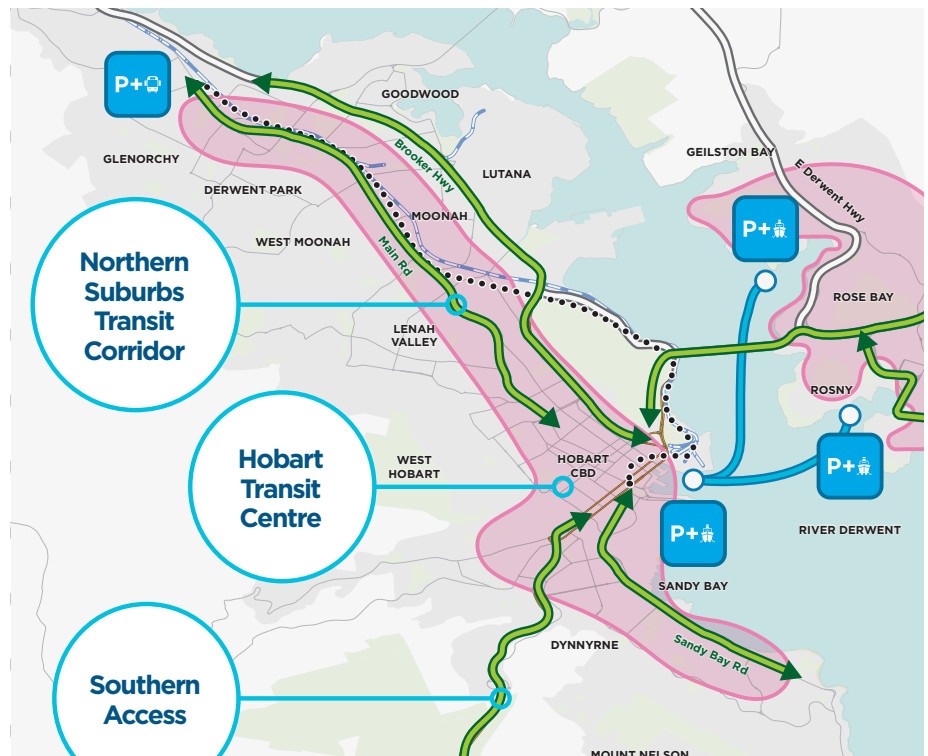 P+
GOODWOOD
GLENORCHY
Brooker Hwy
LUTANA
GEILSTON BAY
E Derwent Hwy
DERWENT PARK
MOONAH
P+
WEST MOONAH
Main Rd
Northern
Suburbs
Transit
Corridor
ROSE BAY
LENAH
VALLEY
ROSNY
Hobart
Transit
Centre
WEST
HOBART
HOBART
CBD
P+
P+
RIVER DERWENT
SANDY BAY
DYNNYRNE
Sandy Bay Rd
Southern
Access
MOUNT NELSON